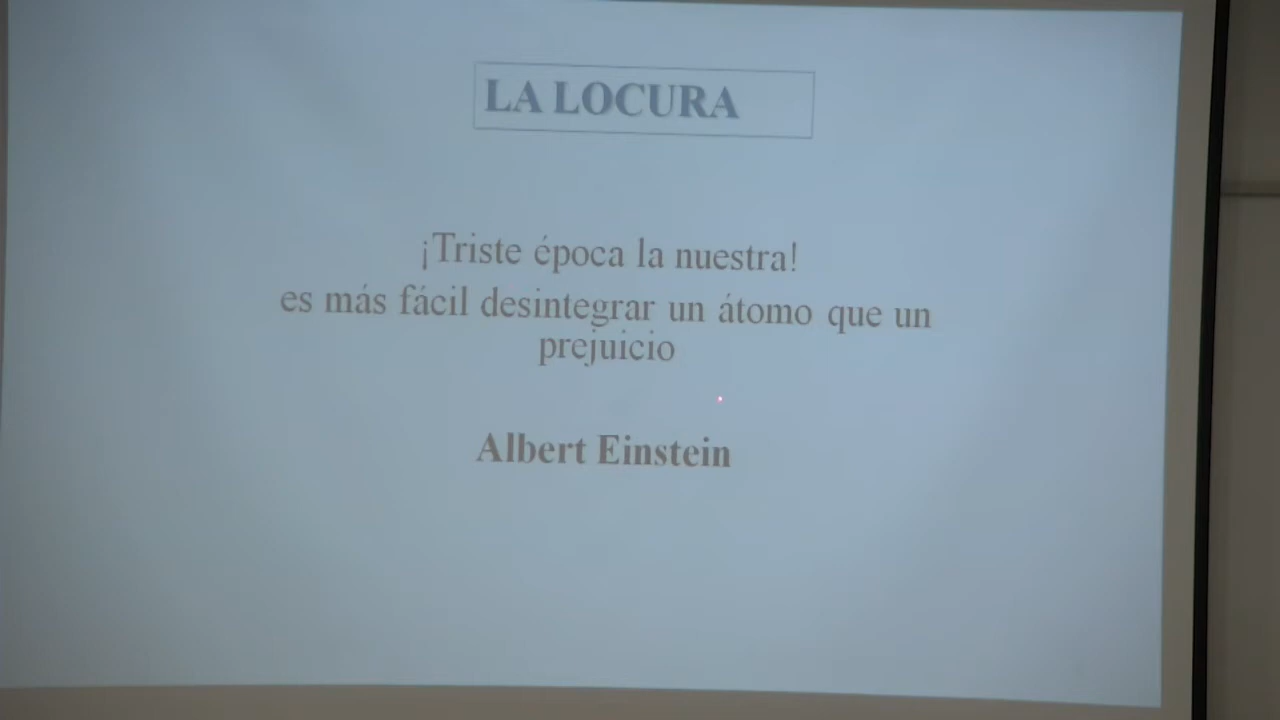 LA LOCURA
¡Triste época la nuestra!
es más fácil desintegrar un átomo que un
prejuicio
Albert Einstein